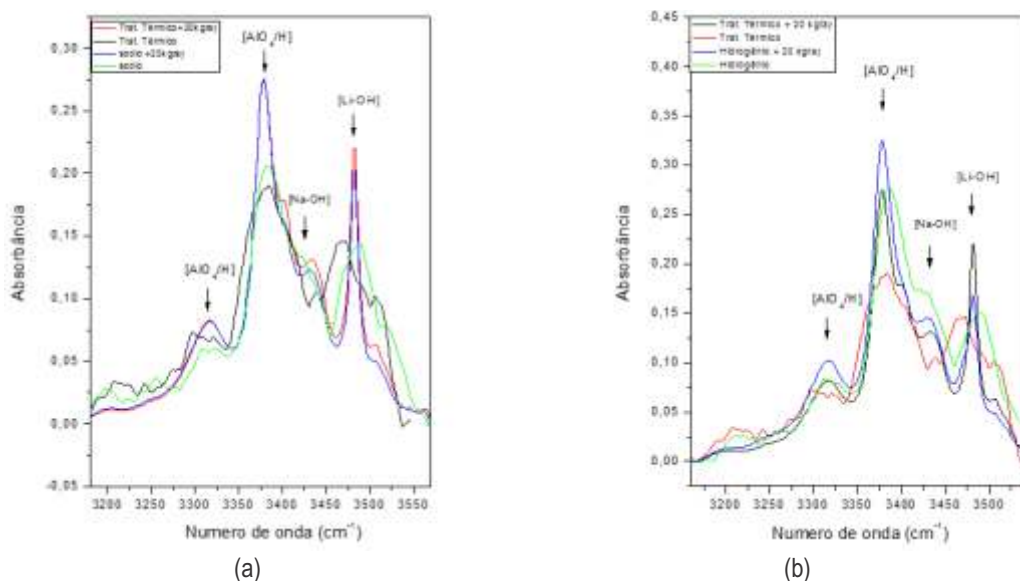 Trat. Térmico+20kgray
Trat. Térmico
sodio +20kgray
sodio
[AlO4/H]
[Li-OH]
[Na-OH]
[AlO4/H]
Absorbância
0,30
0,25
0,20
0,15
0,10
0,05
0,00
-0,05
3200 3250 3300 3350 3400 3450 3500 3550
Numero de onda (cm⁻¹)
(a)
Trat. Térmico + 20 kgray
Trat. Térmico
Hidrogênio + 20 kgray
Hidrogênio
[AlO4/H]
[Li-OH]
[Na-OH]
[AlO4/H]
Absorbância
0,45
0,40
0,35
0,30
0,25
0,20
0,15
0,10
0,05
0,00
3200 3250 3300 3350 3400 3450 3500
Numero de onda (cm⁻¹)
(b)